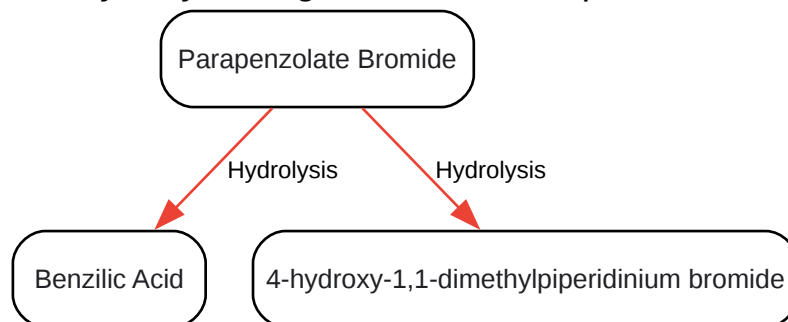 Parapenzolate Bromide
Hydrolysis
Hydrolysis
Benzilic Acid
4-hydroxy-1,1-dimethylpiperidinium bromide